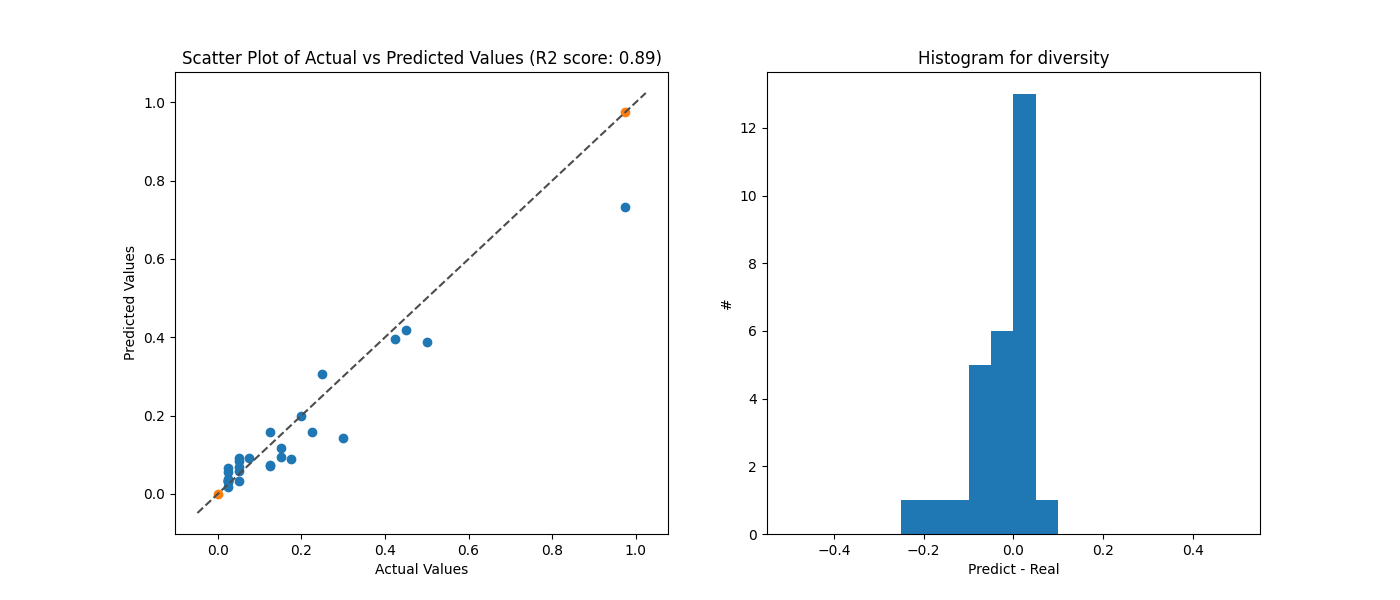 Scatter Plot of Actual vs Predicted Values (R2 score: 0.89)
1.0
0.8
0.6
0.4
0.2
0.0
Predicted Values
0.0 0.2 0.4 0.6 0.8 1.0
Actual Values
Histogram for diversity
12
10
8
6
4
2
0
#
−0.4 −0.2 0.0 0.2 0.4
Predict - Real